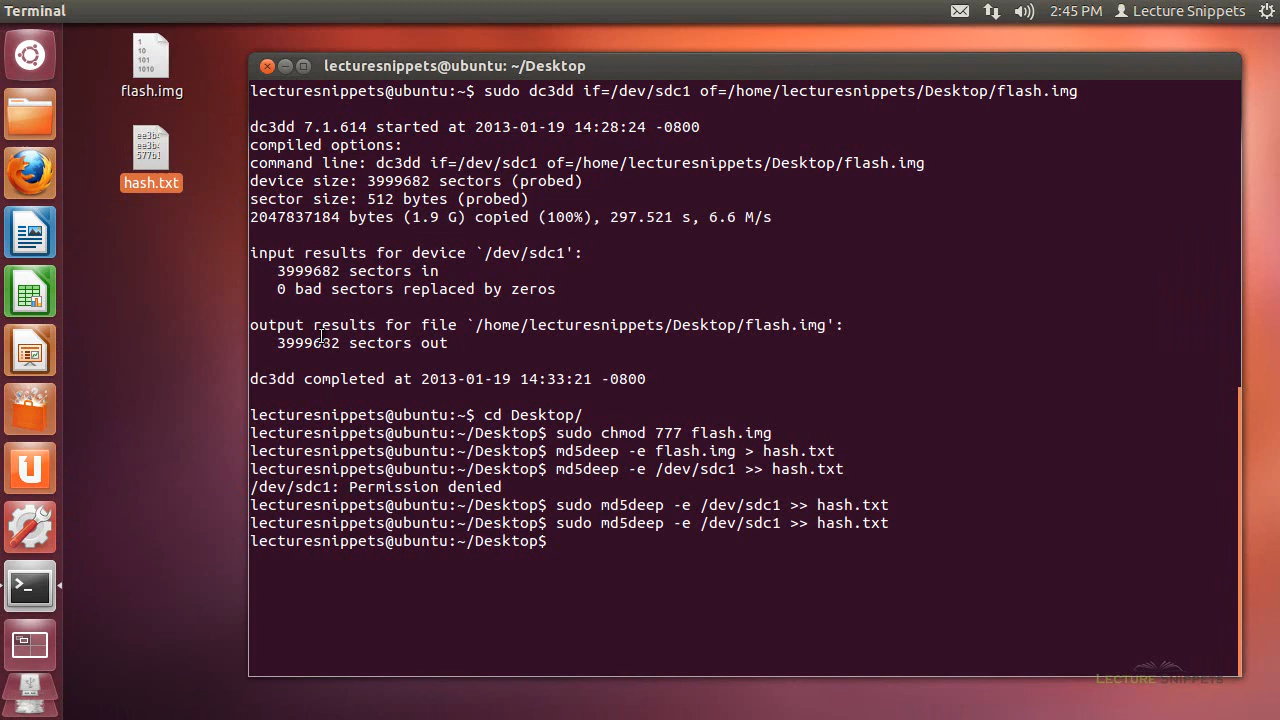 Terminal
2:45 PM
Lecture Snippets
1
10
101
1010
flash.img
ee3b4
ee3b4
577b1
hash.txt
lecturesnippets@ubuntu: ~/Desktop
lecturesnippets@ubuntu:~$ sudo dc3dd if=/dev/sdc1 of=/home/lecturesnippets/Desktop/flash.img
dc3dd 7.1.614 started at 2013-01-19 14:28:24 -0800
compiled options:
command line: dc3dd if=/dev/sdc1 of=/home/lecturesnippets/Desktop/flash.img
device size: 3999682 sectors (probed)
sector size: 512 bytes (probed)
2047837184 bytes (1.9 G) copied (100%), 297.521 s, 6.6 M/s
input results for device `/dev/sdc1':
3999682 sectors in
0 bad sectors replaced by zeros
output results for file `/home/lecturesnippets/Desktop/flash.img':
3999682 sectors out
dc3dd completed at 2013-01-19 14:33:21 -0800
lecturesnippets@ubuntu:~$ cd Desktop/
lecturesnippets@ubuntu:~/Desktop$ sudo chmod 777 flash.img
lecturesnippets@ubuntu:~/Desktop$ md5deep -e flash.img > hash.txt
lecturesnippets@ubuntu:~/Desktop$ md5deep -e /dev/sdc1 >> hash.txt
/dev/sdc1: Permission denied
lecturesnippets@ubuntu:~/Desktop$ sudo md5deep -e /dev/sdc1 >> hash.txt
lecturesnippets@ubuntu:~/Desktop$ sudo md5deep -e /dev/sdc1 >> hash.txt
lecturesnippets@ubuntu:~/Desktop$
LECTURE SNIPPETS